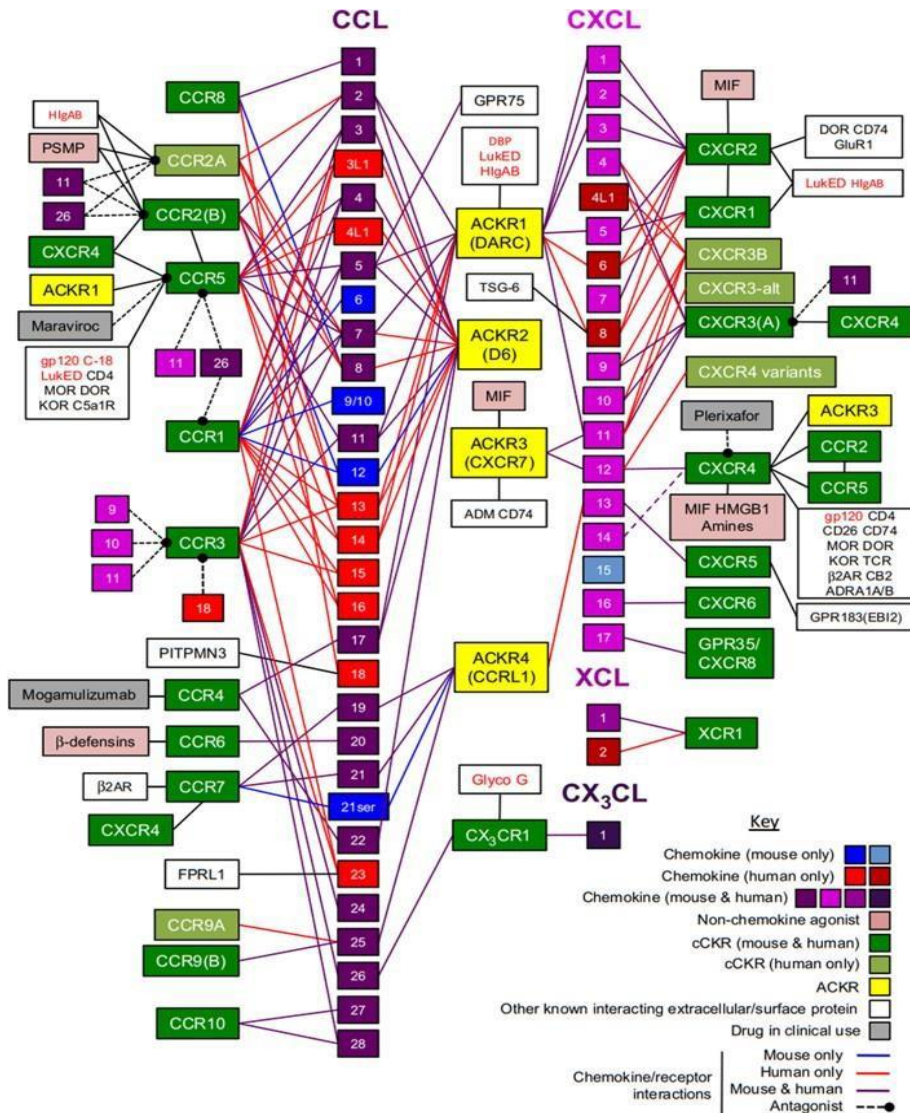 CCL
CXCL
CCR8
HIgAB
PSMP
11
26
CXCR4
ACKR1
Maraviroc
gp120 C-18
LukED CD4
MOR DOR
KOR C5a1R
CCR2A
CCR2(B)
CCR5
11
26
CCR1
9
10
11
CCR3
18
PITPMN3
Mogamulizumab
CCR4
β-defensins
CCR6
β2AR
CCR7
CXCR4
FPRL1
CCR9A
CCR9(B)
CCR10
1
2
3
3L1
4
4L1
5
6
7
8
9/10
11
12
13
14
15
16
17
18
19
20
21
21ser
22
23
24
25
26
27
28
GPR75
DBP
LukED
HIgAB
ACKR1
(DARC)
TSG-6
ACKR2
(D6)
MIF
ACKR3
(CXCR7)
ADM CD74
ACKR4
(CCRL1)
Glyco G
CX3CR1
1
2
3
4
4L1
5
6
7
8
9
10
11
12
13
14
15
16
17
XCL
1
2
CX3CL
1
MIF
CXCR2
DOR CD74
GluR1
LukED HIgAB
CXCR1
CXCR3B
CXCR3-alt
11
CXCR3(A)
CXCR4
CXCR4 variants
Plerixafor
ACKR3
CCR2
CXCR4
CCR5
MIF HMGB1
Amines
gp120 CD4
CD26 CD74
MOR DOR
KOR TCR
β2AR CB2
ADRA1A/B
CXCR5
CXCR6
GPR183(EBI2)
GPR35/
CXCR8
XCR1
Key
Chemokine (mouse only)
Chemokine (human only)
Chemokine (mouse & human)
Non-chemokine agonist
cCKR (mouse & human)
cCKR (human only)
ACKR
Other known interacting extracellular/surface protein
Drug in clinical use
Chemokine/receptor
interactions
Mouse only
Human only
Mouse & human
Antagonist